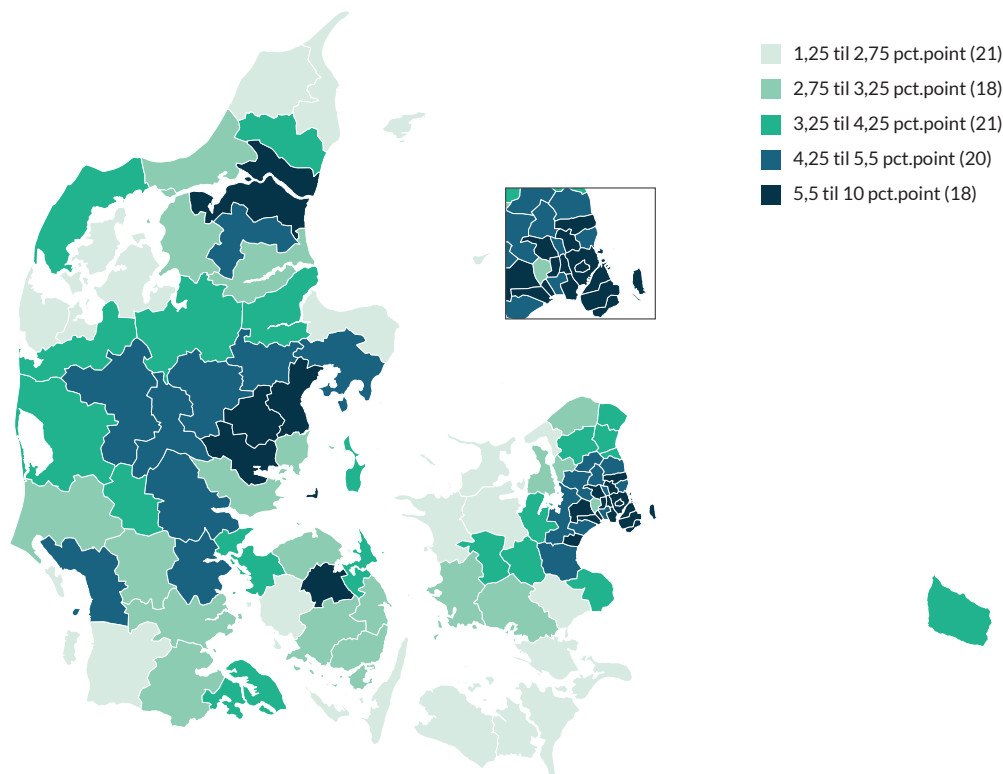 1,25 til 2,75 pct.point (21)
2,75 til 3,25 pct.point (18)
3,25 til 4,25 pct.point (21)
4,25 til 5,5 pct.point (20)
5,5 til 10 pct.point (18)